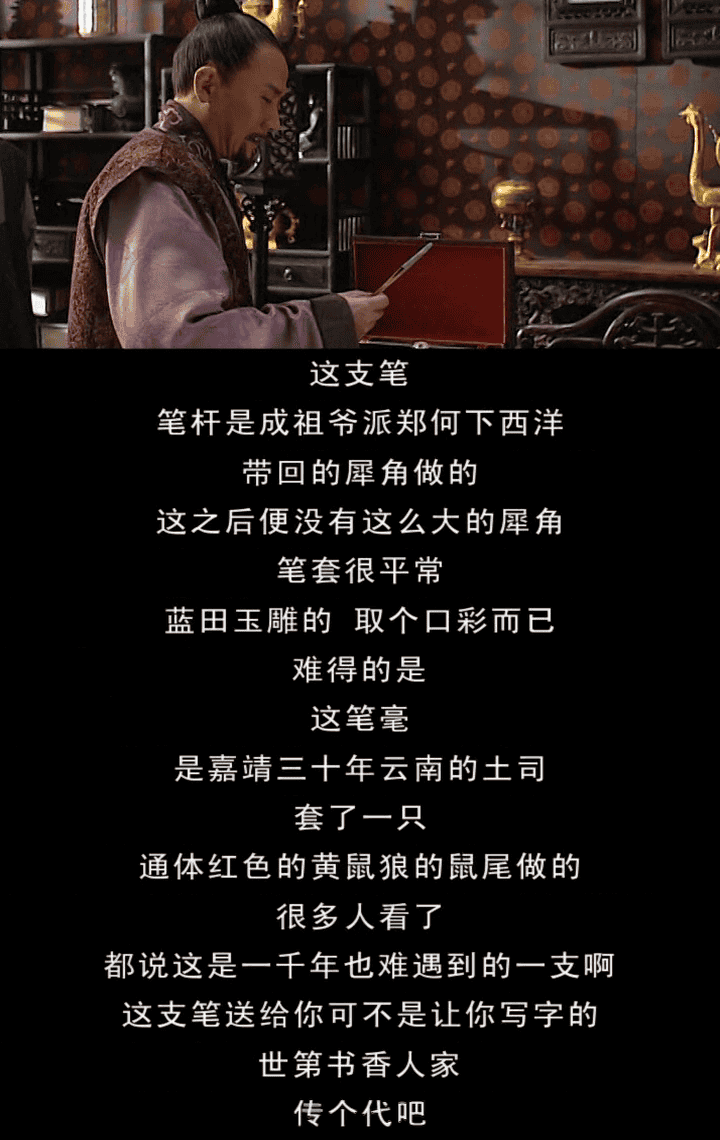 这支笔
笔杆是成祖爷派郑何下西洋
带回的犀角做的
这之后便没有这么大的犀角
笔套很平常
蓝田玉雕的 取个口彩而已
难得的是
这笔毫
是嘉靖三十年云南的土司
套了一只
通体红色的黄鼠狼的鼠尾做的
很多人看了
都说这是一千年也难遇到的一支啊
这支笔送给你可不是让你写字的
世第书香人家
传个代吧